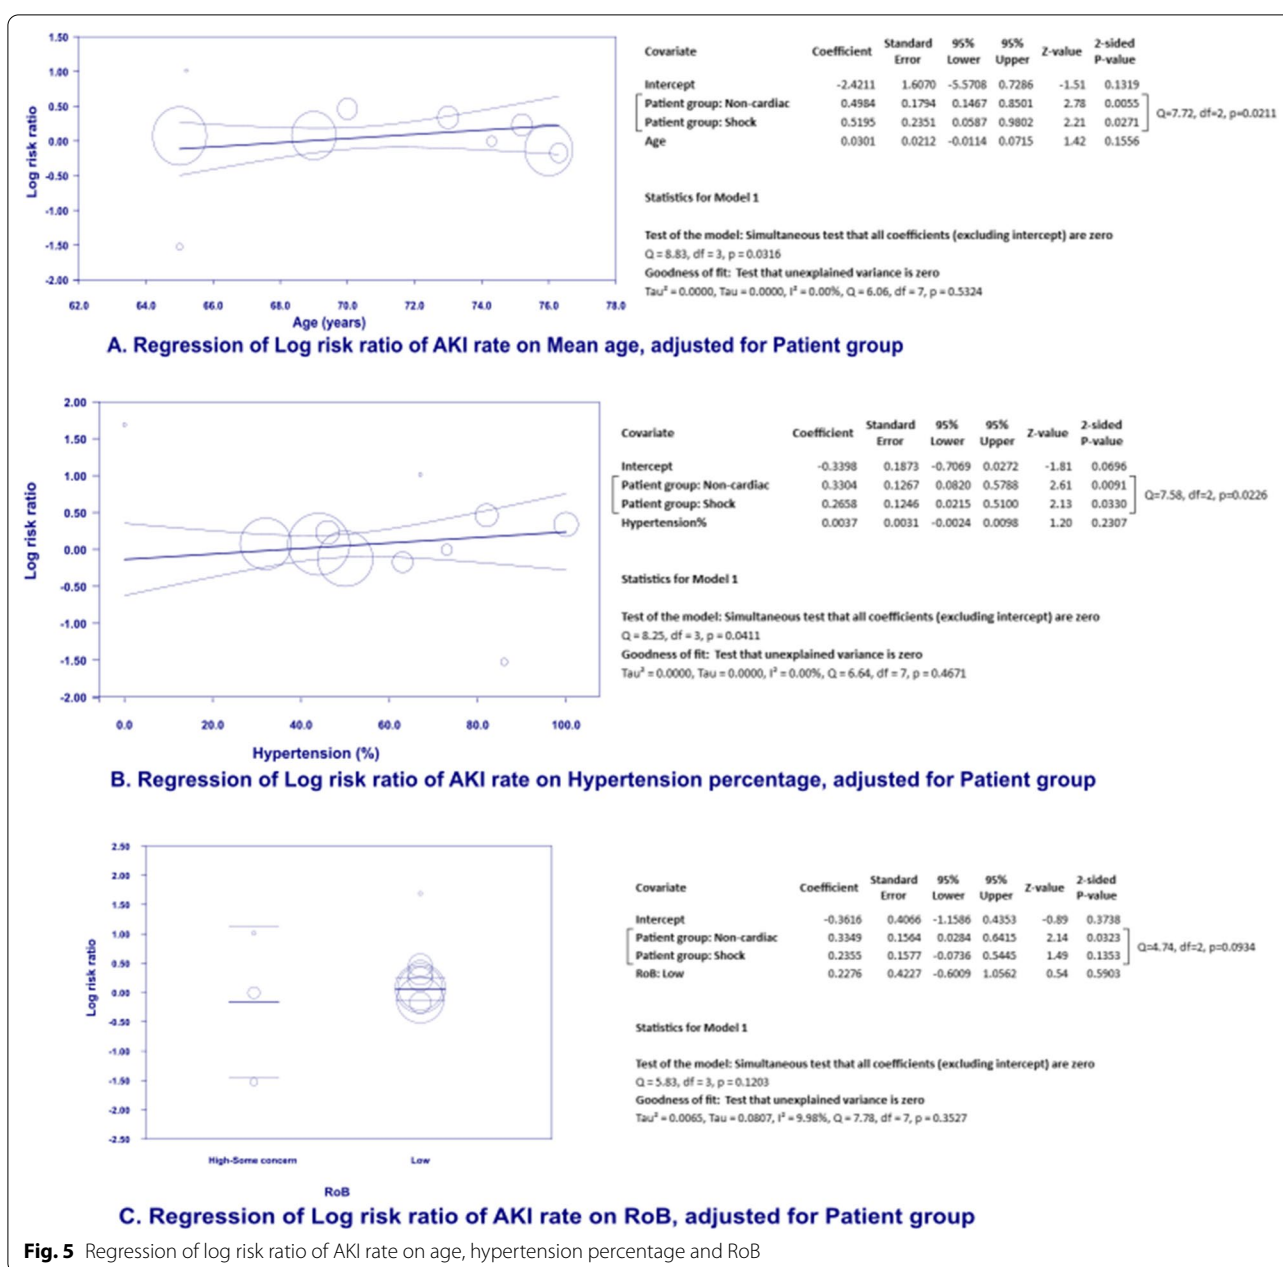 1.50
1.00
0.50
0.00
-0.50
-1.00
-1.50
-2.00
Log risk ratio
62.0 64.0 66.0 68.0 70.0 72.0 74.0 76.0 78.0
Age (years)
Covariate Coefficient Standard Error 95% Lower 95% Upper Z-value 2-sided P-value
Intercept -2.4211 1.6070 -5.5708 0.7286 -1.51 0.1319
Patient group: Non-cardiac 0.4984 0.1794 0.1467 0.8501 2.78 0.0055
Patient group: Shock 0.5195 0.2351 0.0587 0.9802 2.21 0.0271
Q=7.72, df=2, p=0.0211
Age 0.0301 0.0212 -0.0114 0.0715 1.42 0.1556
Statistics for Model 1
Test of the model: Simultaneous test that all coefficients (excluding intercept) are zero
Q = 8.83, df = 3, p = 0.0316
Goodness of fit: Test that unexplained variance is zero
Tau² = 0.0000, Tau = 0.0000, I² = 0.00%, Q = 6.06, df = 7, p = 0.5324
A. Regression of Log risk ratio of AKI rate on Mean age, adjusted for Patient group
2.00
1.50
1.00
0.50
0.00
-0.50
-1.00
-1.50
-2.00
Log risk ratio
0.0 20.0 40.0 60.0 80.0 100.0
Hypertension (%)
Covariate Coefficient Standard Error 95% Lower 95% Upper Z-value 2-sided P-value
Intercept -0.3398 0.1873 -0.7069 0.0272 -1.81 0.0696
Patient group: Non-cardiac 0.3304 0.1267 0.0820 0.5788 2.61 0.0091
Patient group: Shock 0.2658 0.1246 0.0215 0.5100 2.13 0.0330
Q=7.58, df=2, p=0.0226
Hypertension% 0.0037 0.0031 -0.0024 0.0098 1.20 0.2307
Statistics for Model 1
Test of the model: Simultaneous test that all coefficients (excluding intercept) are zero
Q = 8.25, df = 3, p = 0.0411
Goodness of fit: Test that unexplained variance is zero
Tau² = 0.0000, Tau = 0.0000, I² = 0.00%, Q = 6.64, df = 7, p = 0.4671
B. Regression of Log risk ratio of AKI rate on Hypertension percentage, adjusted for Patient group
2.50
2.00
1.50
1.00
0.50
0.00
-0.50
-1.00
-1.50
-2.00
-2.50
Log risk ratio
High-Some concern Low
RoB
Covariate Coefficient Standard Error 95% Lower 95% Upper Z-value 2-sided P-value
Intercept -0.3616 0.4066 -1.1586 0.4353 -0.89 0.3738
Patient group: Non-cardiac 0.3349 0.1564 0.0284 0.6415 2.14 0.0323
Patient group: Shock 0.2355 0.1577 -0.0736 0.5445 1.49 0.1353
Q=4.74, df=2, p=0.0934
RoB: Low 0.2276 0.4227 -0.6009 1.0562 0.54 0.5903
Statistics for Model 1
Test of the model: Simultaneous test that all coefficients (excluding intercept) are zero
Q = 5.83, df = 3, p = 0.1203
Goodness of fit: Test that unexplained variance is zero
Tau² = 0.0065, Tau = 0.0807, I² = 9.98%, Q = 7.78, df = 7, p = 0.3527
C. Regression of Log risk ratio of AKI rate on RoB, adjusted for Patient group
Fig. 5 Regression of log risk ratio of AKI rate on age, hypertension percentage and RoB